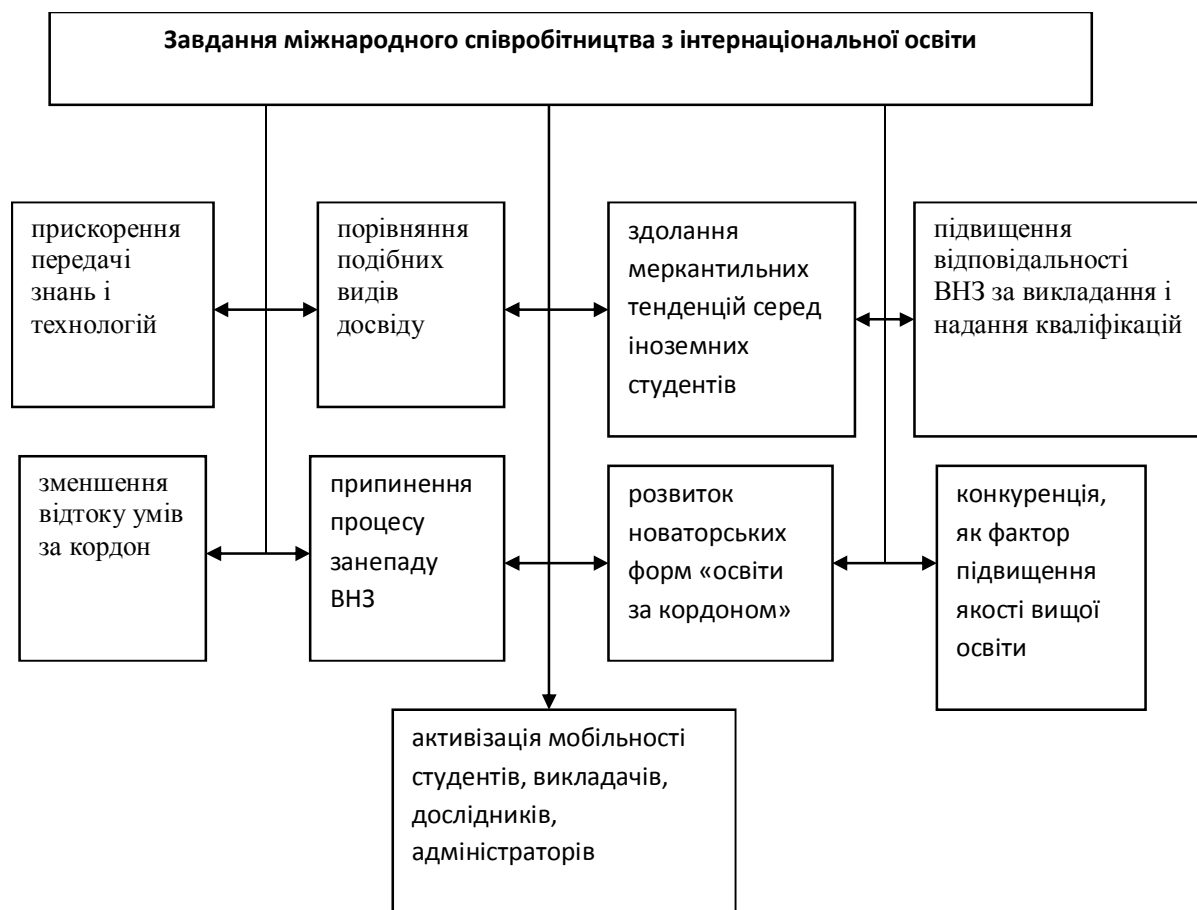 Завдання міжнародного співробітництва з інтернаціональної освіти
прискорення
передачі
знань і
технологій
порівняння
подібних
видів
досвіду
здолання
меркантильних
тенденцій серед
іноземних
студентів
підвищення
відповідальності
ВНЗ за викладання і
надання кваліфікацій
зменшення
відтоку умів
за кордон
припинення
процесу
занепаду
ВНЗ
розвиток
новаторських
форм «освіти
за кордоном»
конкуренція,
як фактор
підвищення
якості вищої
освіти
активізація мобільності
студентів, викладачів,
дослідників,
адміністраторів